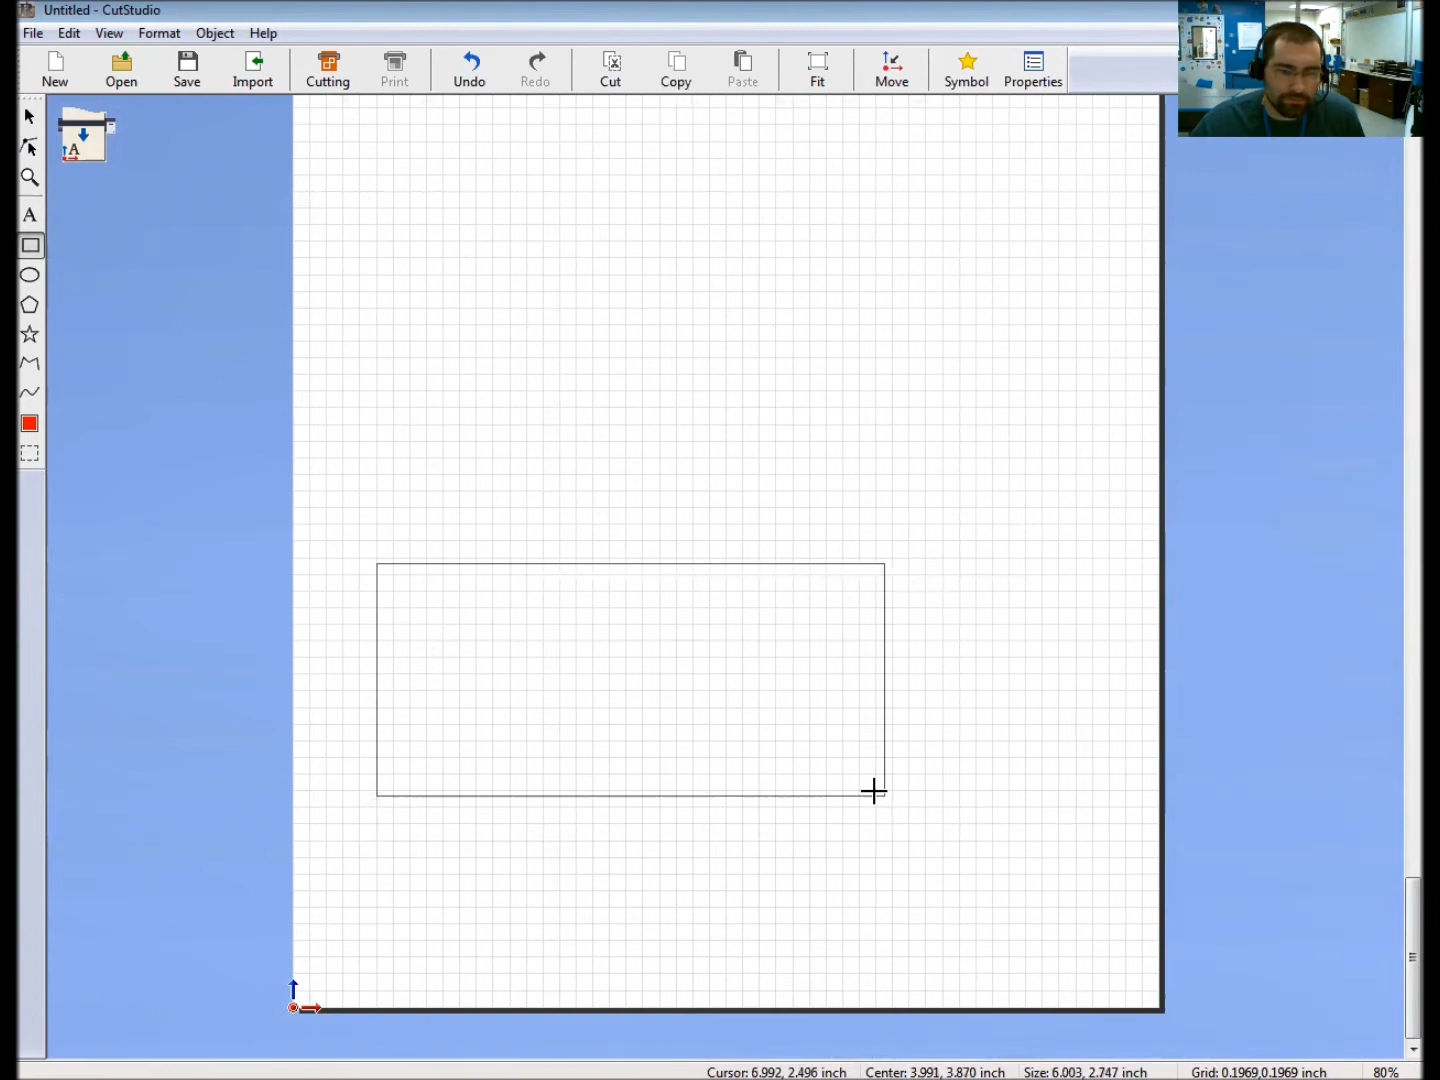 Untitled - CutStudio
File Edit View Format Object Help
New Open Save Import Cutting Print Undo Redo Cut Copy Paste Fit Move Symbol Properties
A
A
Cursor: 6.992, 2.496 inch Center: 3.991, 3.870 inch Size: 6.003, 2.747 inch Grid: 0.1969,0.1969 inch 80%